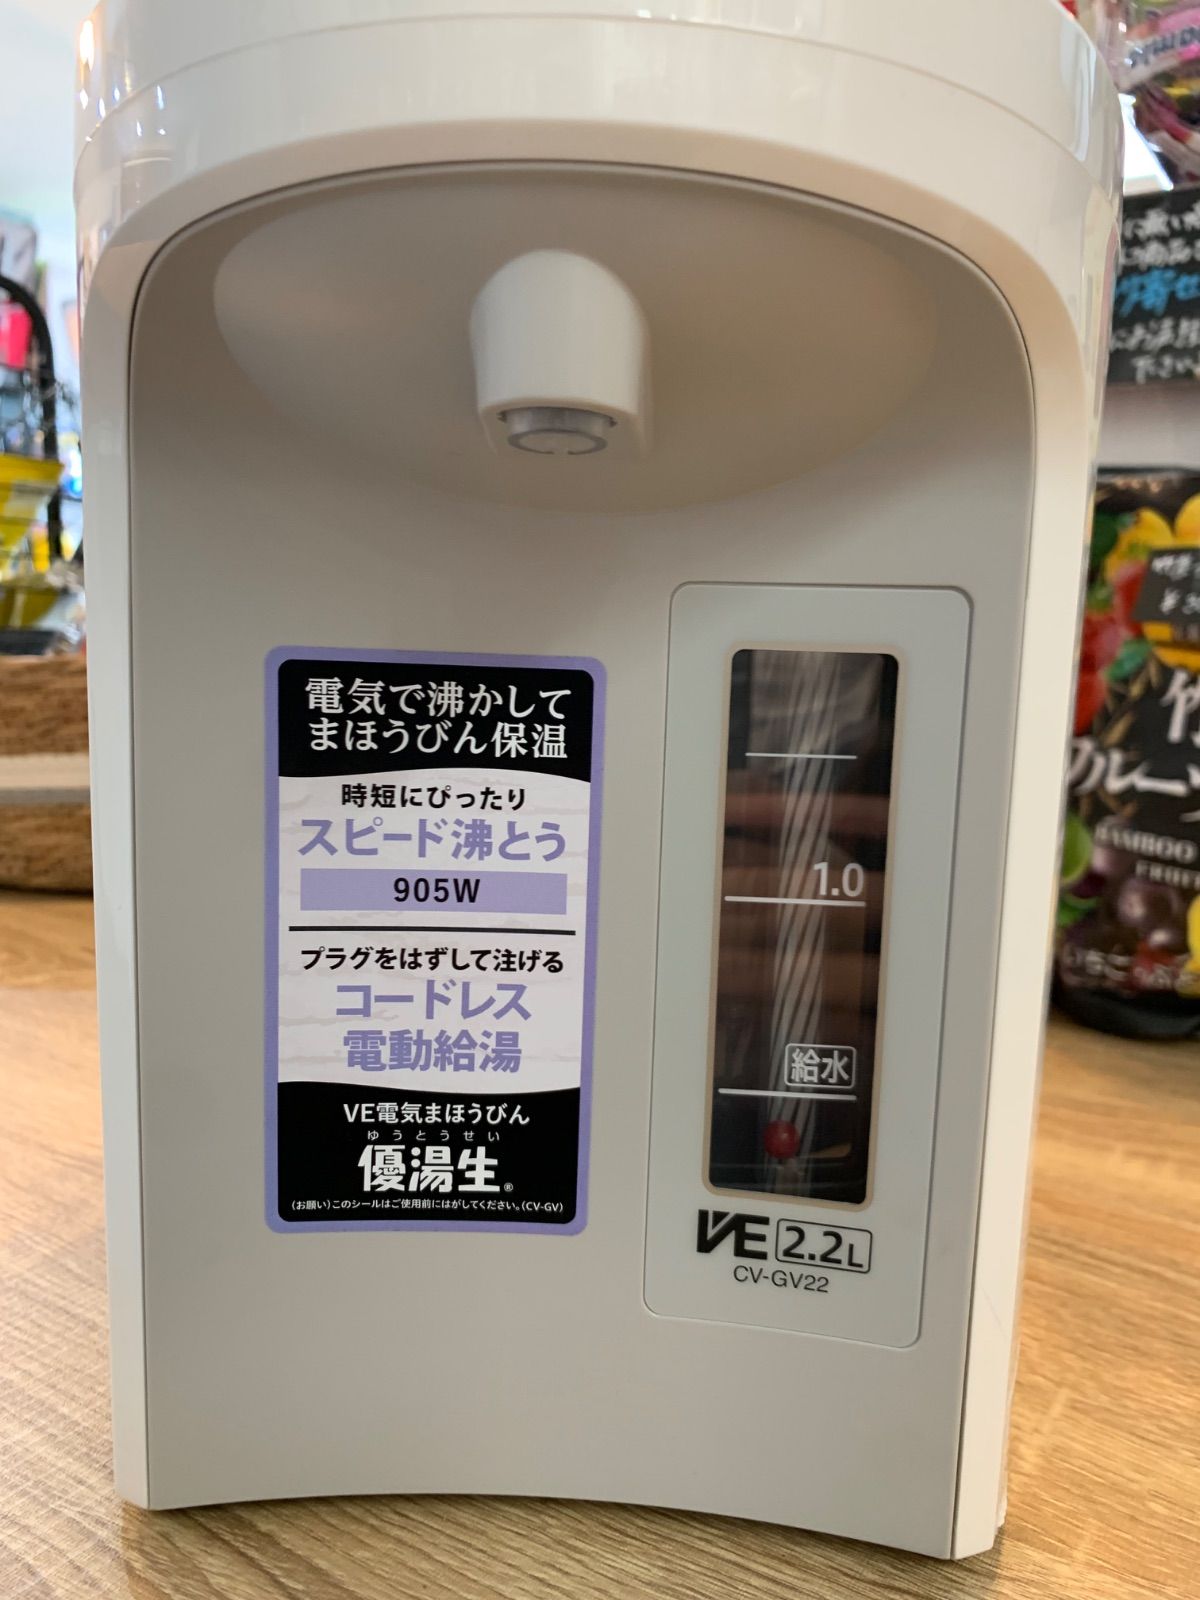 電気で沸かして
まほうびん保温
時短にぴったり
スピード沸とう
905W
プラグをはずして注げる
コードレス
電動給湯
VE電気まほうびん
ゆうとうせい
優湯生®
(お願い)このシールはご使用前にはがしてください。(CV-GV)
1.0
給水
VE 2.2L
CV-GV22
下さい